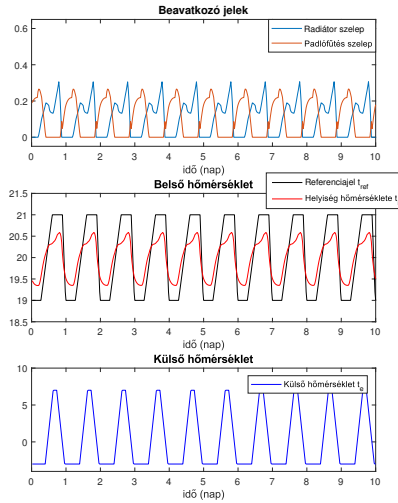 Beavatkozó jelek
0.6
0.4
0.2
0
Radiátor szelep
Padlófűtés szelep
0 1 2 3 4 5 6 7 8 9 10
idő (nap)
Belső hőmérséklet
21.5
21
20.5
20
19.5
19
18.5
Referenciajel t_ref
Helyiség hőmérséklete t
0 1 2 3 4 5 6 7 8 9 10
idő (nap)
Külső hőmérséklet
10
5
0
Külső hőmérséklet t_e
0 1 2 3 4 5 6 7 8 9 10
idő (nap)